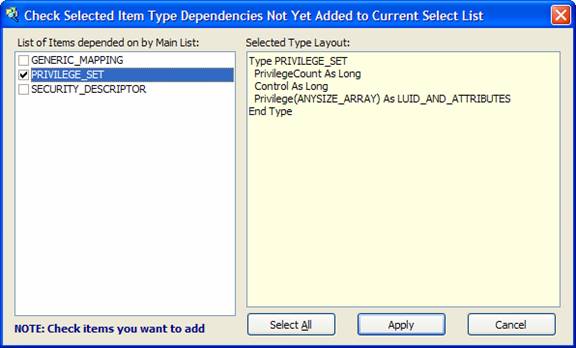 Check Selected Item Type Dependencies Not Yet Added to Current Select List
List of Items depended on by Main List:
GENERIC_MAPPING
PRIVILEGE_SET
SECURITY_DESCRIPTOR
Selected Type Layout:
Type PRIVILEGE_SET
PrivilegeCount As Long
Control As Long
Privilege(ANYSIZE_ARRAY) As LUID_AND_ATTRIBUTES
End Type
NOTE: Check items you want to add
Select All
Apply
Cancel